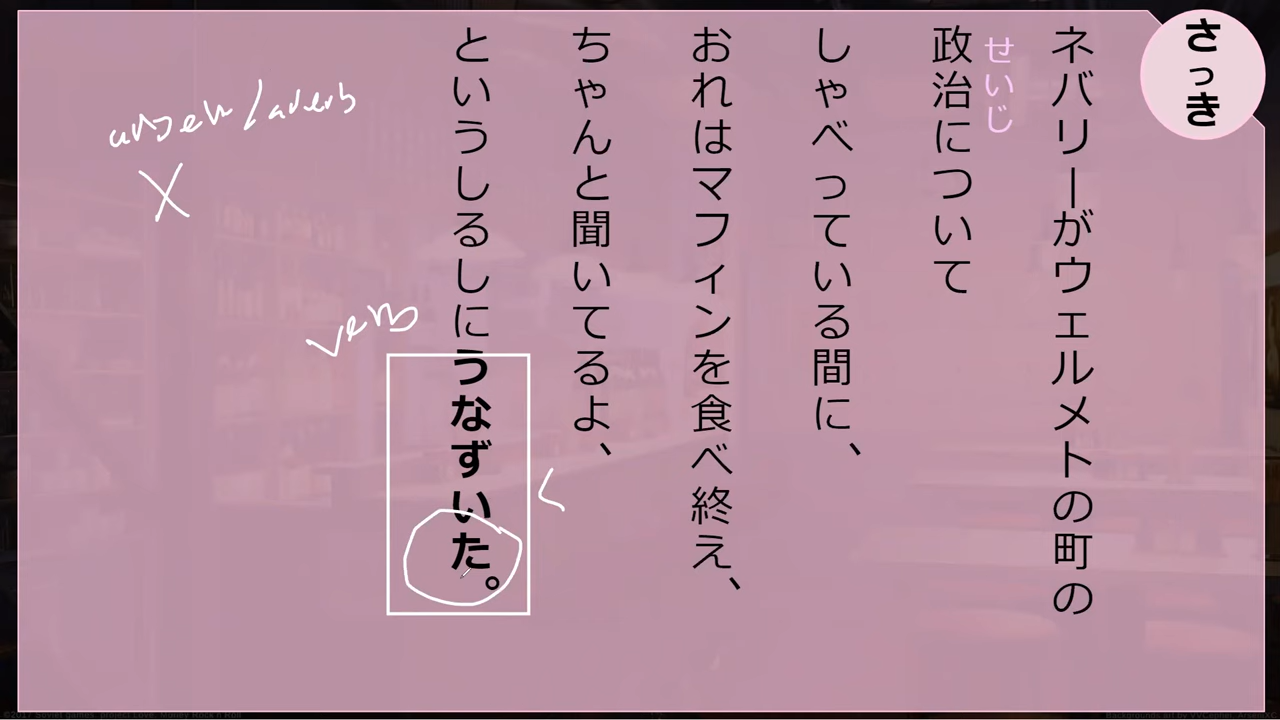 さっき
ネバリーがウェルメトの町の
せいじ
政治について
しゃべっている間に、
おれはマフィンを食べ終え、
ちゃんと聞いてるよ、
というしるしにうなずいた。
く
verb
X